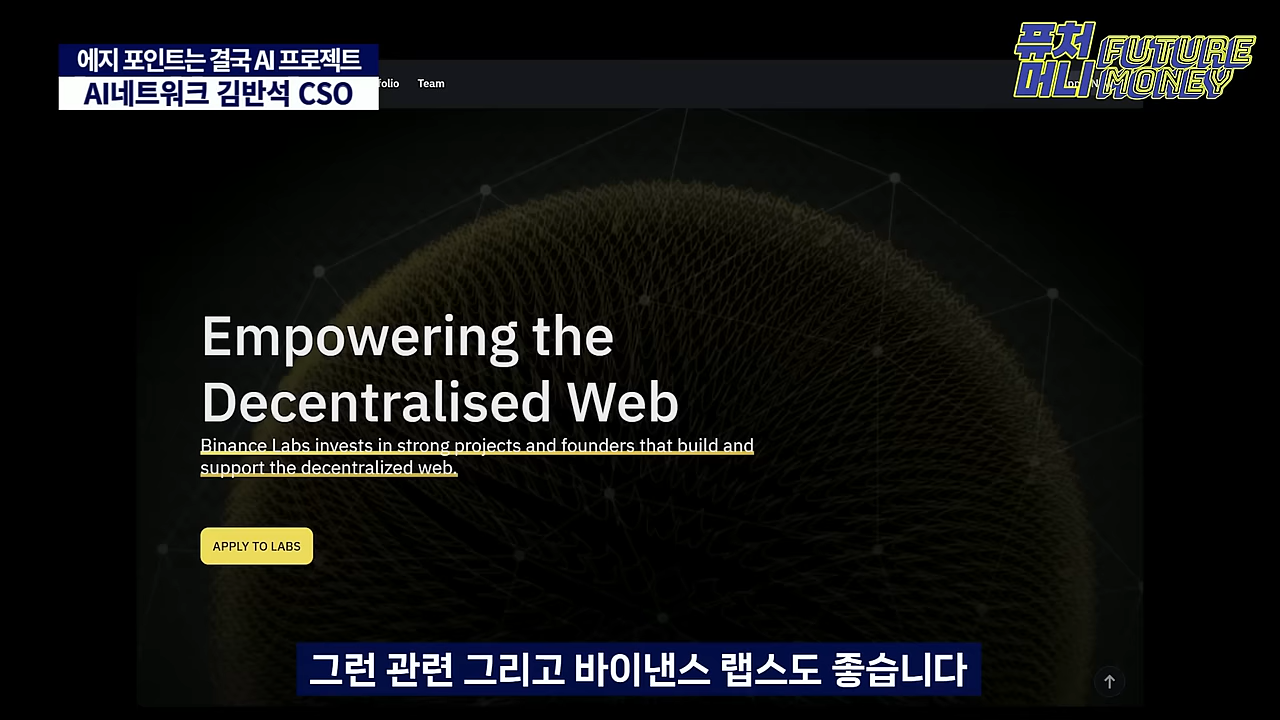 에지 포인트는 결국 AI 프로젝트
AI네트워크 김반석 CSO
퓨처머니
FUTURE MONEY
Team
Empowering the
Decentralised Web
Binance Labs invests in strong projects and founders that build and
support the decentralized web.
APPLY TO LABS
그런 관련 그리고 바이낸스 랩스도 좋습니다